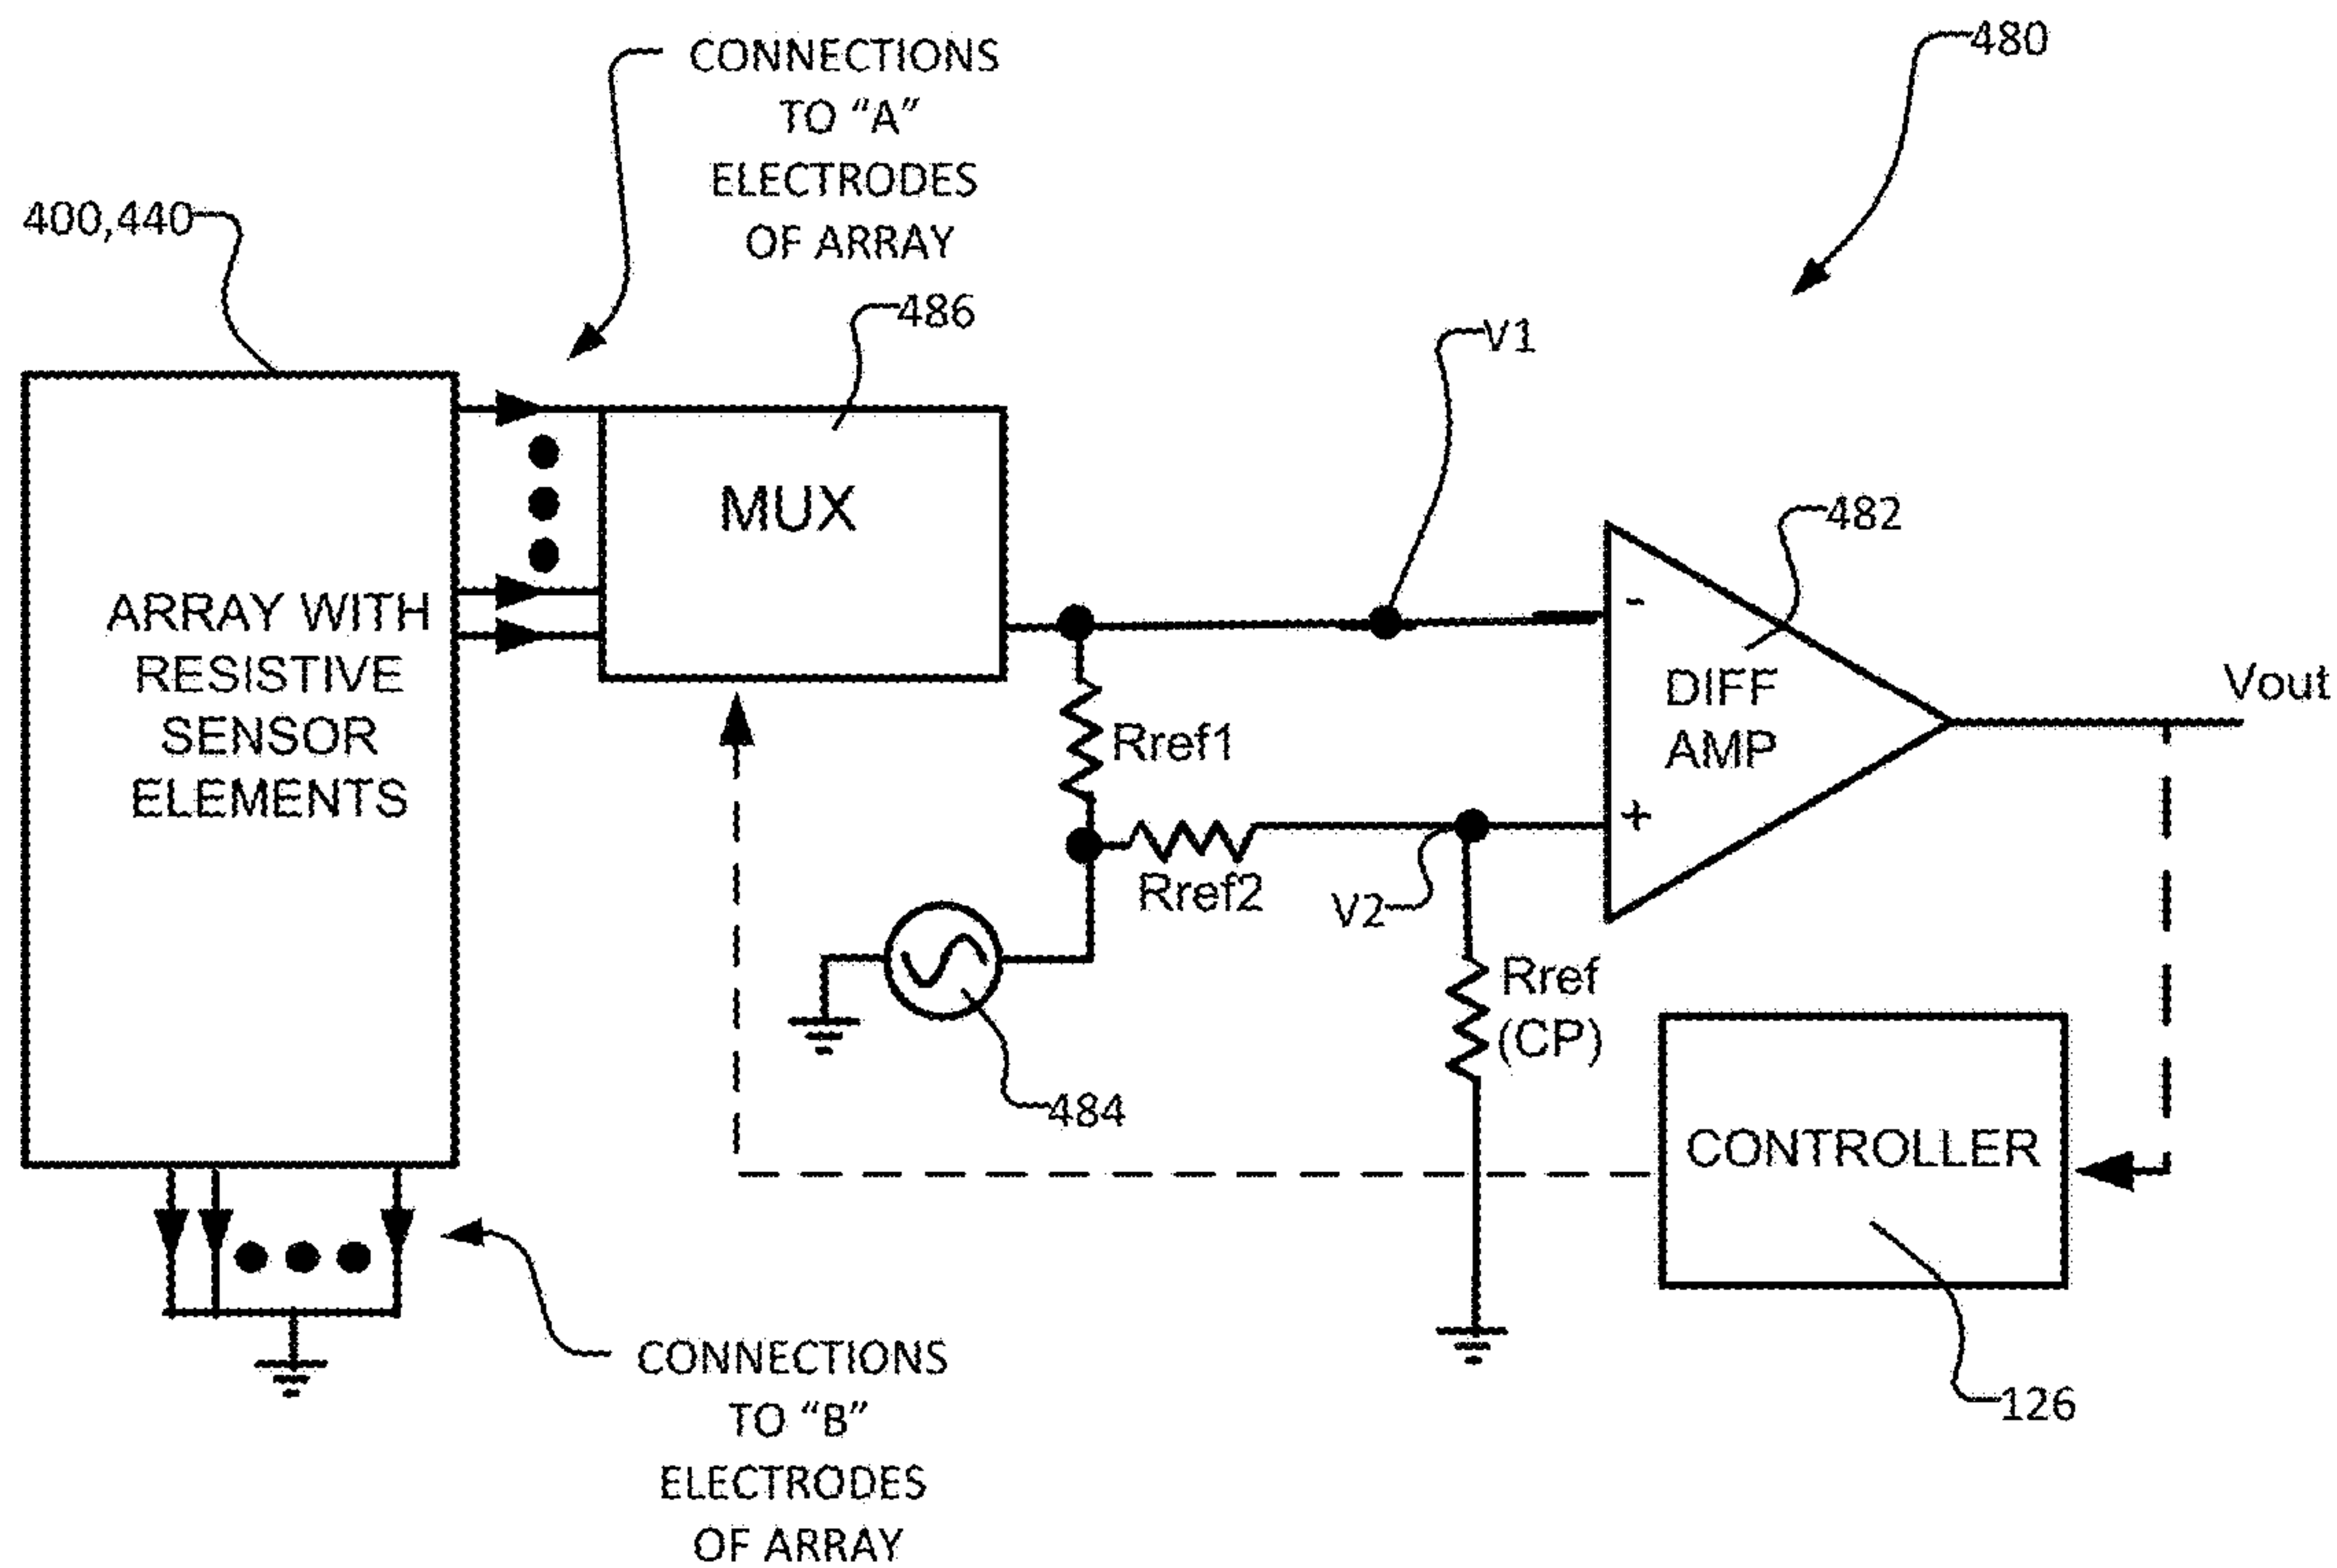 480
CONNECTIONS
TO “A”
ELECTRODES
OF ARRAY
400,440
486
V1
MUX
482
ARRAY WITH
RESISTIVE
SENSOR
ELEMENTS
-
DIFF
AMP
+
Vout
Rref1
Rref2
V2
Rref
(CP)
484
CONTROLLER
126
CONNECTIONS
TO “B”
ELECTRODES
OF ARRAY